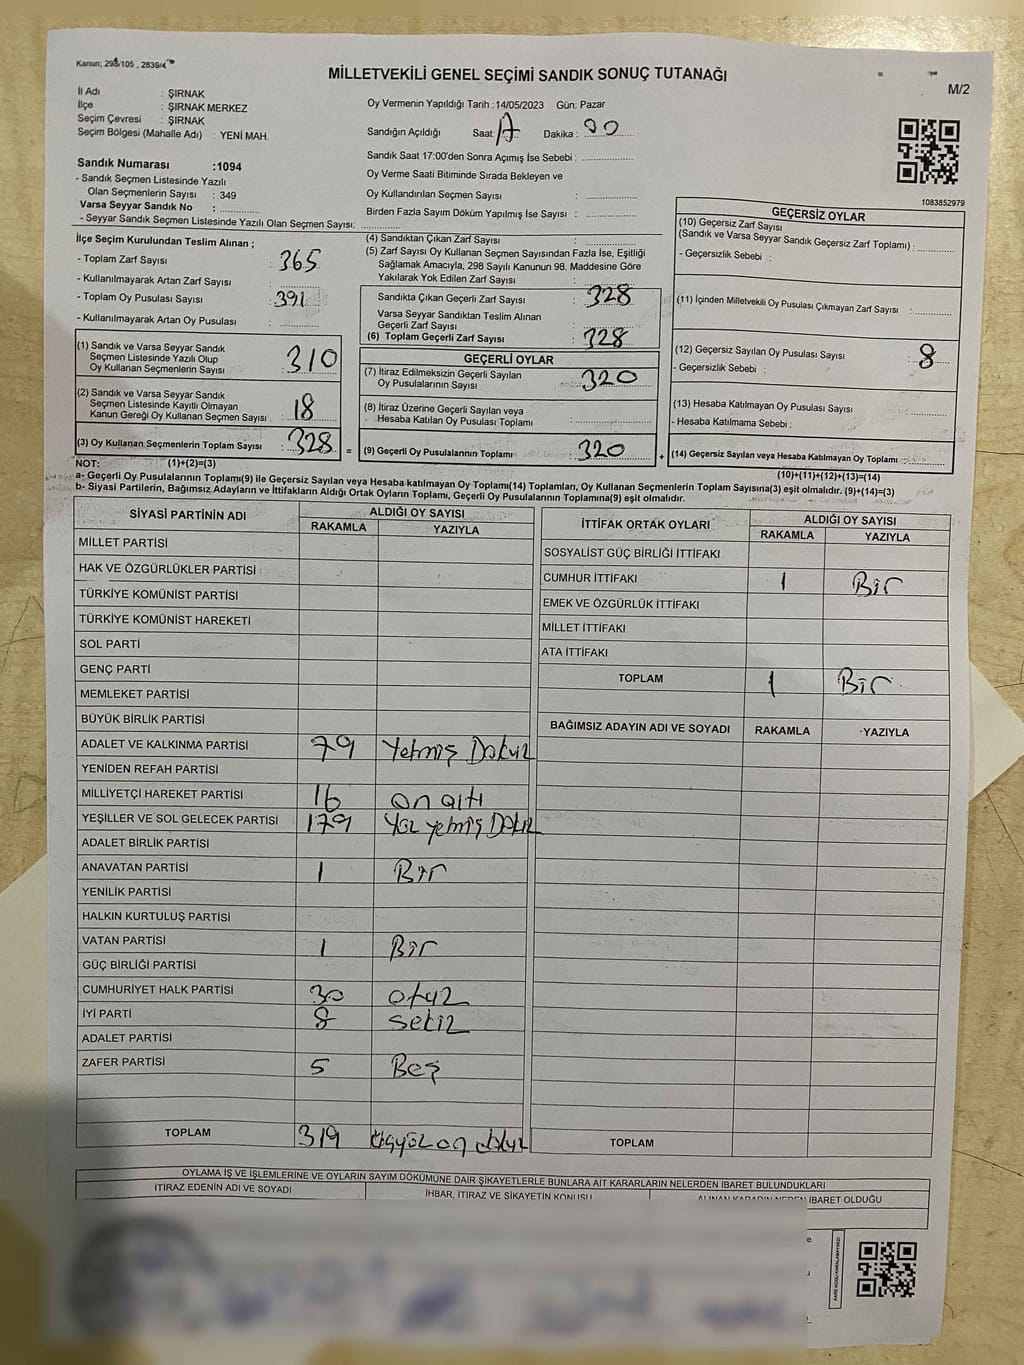 Kanun; 298/105 , 2839/4
MİLLETVEKİLİ GENEL SEÇİMİ SANDIK SONUÇ TUTANAĞI
M/2
İl Adı : ŞIRNAK
İlçe : ŞIRNAK MERKEZ
Seçim Çevresi : ŞIRNAK
Seçim Bölgesi (Mahalle Adı) : YENİ MAH.
Oy Vermenin Yapıldığı Tarih :14/05/2023 Gün: Pazar
Sandığın Açıldığı Saat: 17 Dakika : 00
Sandık Saat 17:00'den Sonra Açımış İse Sebebi :
Oy Verme Saati Bitiminde Sırada Bekleyen ve
Oy Kullandırılan Seçmen Sayısı :
Birden Fazla Sayım Döküm Yapılmış İse Sayısı :
Sandık Numarası :1094
- Sandık Seçmen Listesinde Yazılı
Olan Seçmenlerin Sayısı : 349
Varsa Seyyar Sandık No :
- Seyyar Sandık Seçmen Listesinde Yazılı Olan Seçmen Sayısı:
1083852979
İlçe Seçim Kurulundan Teslim Alınan ;
- Toplam Zarf Sayısı : 365
- Kullanılmayarak Artan Zarf Sayısı :
- Toplam Oy Pusulası Sayısı : 391
- Kullanılmayarak Artan Oy Pusulası :
(1) Sandık ve Varsa Seyyar Sandık
Seçmen Listesinde Yazılı Olup
Oy Kullanan Seçmenlerin Sayısı : 310
(2) Sandık ve Varsa Seyyar Sandık
Seçmen Listesinde Kayıtlı Olmayan
Kanun Gereği Oy Kullanan Seçmen Sayısı : 18
(3) Oy Kullanan Seçmenlerin Toplam Sayısı : 328
(4) Sandıktan Çıkan Zarf Sayısı :
(5) Zarf Sayısı Oy Kullanan Seçmen Sayısından Fazla İse, Eşitliği
Sağlamak Amacıyla, 298 Sayılı Kanunun 98. Maddesine Göre
Yakılarak Yok Edilen Zarf Sayısı :
Sandıkta Çıkan Geçerli Zarf Sayısı : 328
Varsa Seyyar Sandıktan Teslim Alınan
Geçerli Zarf Sayısı :
(6) Toplam Geçerli Zarf Sayısı : 328
GEÇERLİ OYLAR
(7) İtiraz Edilmeksizin Geçerli Sayılan
Oy Pusulalarının Sayısı : 320
(8) İtiraz Üzerine Geçerli Sayılan veya
Hesaba Katılan Oy Pusulası Toplamı :
= (9) Geçerli Oy Pusulalarının Toplamı : 320
GEÇERSİZ OYLAR
(10) Geçersiz Zarf Sayısı
(Sandık ve Varsa Seyyar Sandık Geçersiz Zarf Toplamı) :
- Geçersizlik Sebebi :
(11) İçinden Milletvekili Oy Pusulası Çıkmayan Zarf Sayısı :
(12) Geçersiz Sayılan Oy Pusulası Sayısı : 8
- Geçersizlik Sebebi :
(13) Hesaba Katılmayan Oy Pusulası Sayısı :
- Hesaba Katılmama Sebebi :
+ (14) Geçersiz Sayılan veya Hesaba Katılmayan Oy Toplamı :
NOT: (1)+(2)=(3) (10)+(11)+(12)+(13)=(14)
a- Geçerli Oy Pusulalarının Toplamı(9) ile Geçersiz Sayılan veya Hesaba katılmayan Oy Toplamı(14) Toplamları, Oy Kullanan Seçmenlerin Toplam Sayısına(3) eşit olmalıdır. (9)+(14)=(3)
b- Siyasi Partilerin, Bağımsız Adayların ve İttifakların Aldığı Ortak Oyların Toplamı, Geçerli Oy Pusulalarının Toplamına(9) eşit olmalıdır.
SİYASİ PARTİNİN ADI ALDIĞI OY SAYISI
RAKAMLA YAZIYLA
MİLLET PARTİSİ
HAK VE ÖZGÜRLÜKLER PARTİSİ
TÜRKİYE KOMÜNİST PARTİSİ
TÜRKİYE KOMÜNİST HAREKETİ
SOL PARTİ
GENÇ PARTİ
MEMLEKET PARTİSİ
BÜYÜK BİRLİK PARTİSİ
ADALET VE KALKINMA PARTİSİ 79 Yetmiş Dokuz
YENİDEN REFAH PARTİSİ
MİLLİYETÇİ HAREKET PARTİSİ 16 on altı
YEŞİLLER VE SOL GELECEK PARTİSİ 179 Yüz yetmiş Dokuz
ADALET BİRLİK PARTİSİ
ANAVATAN PARTİSİ 1 Bir
YENİLİK PARTİSİ
HALKIN KURTULUŞ PARTİSİ
VATAN PARTİSİ 1 Bir
GÜÇ BİRLİĞİ PARTİSİ
CUMHURİYET HALK PARTİSİ 30 otuz
İYİ PARTİ 8 sekiz
ADALET PARTİSİ
ZAFER PARTİSİ 5 Beş
TOPLAM 319 üçyüz on dokuz
İTTİFAK ORTAK OYLARI ALDIĞI OY SAYISI
RAKAMLA YAZIYLA
SOSYALİST GÜÇ BİRLİĞİ İTTİFAKI
CUMHUR İTTİFAKI 1 Bir
EMEK VE ÖZGÜRLÜK İTTİFAKI
MİLLET İTTİFAKI
ATA İTTİFAKI
TOPLAM 1 Bir
BAĞIMSIZ ADAYIN ADI VE SOYADI RAKAMLA YAZIYLA
TOPLAM
OYLAMA İŞ VE İŞLEMLERİNE VE OYLARIN SAYIM DÖKÜMÜNE DAİR ŞİKAYETLERLE BUNLARA AİT KARARLARIN NELERDEN İBARET BULUNDUKLARI
İTİRAZ EDENİN ADI VE SOYADI İHBAR, İTİRAZ VE ŞİKAYETİN KONUSU ALINAN KARARIN NEDEN İBARET OLDUĞU